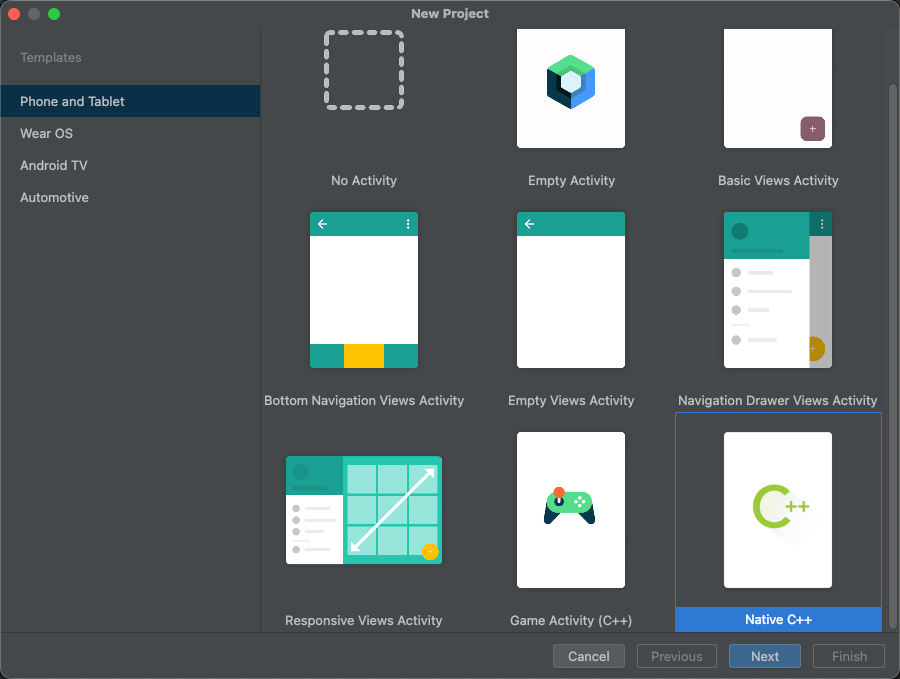 New Project
Templates
Phone and Tablet
Wear OS
Android TV
Automotive
No Activity
Empty Activity
Basic Views Activity
Bottom Navigation Views Activity
Empty Views Activity
Navigation Drawer Views Activity
Responsive Views Activity
Game Activity (C++)
C++
Native C++
Cancel
Previous
Next
Finish